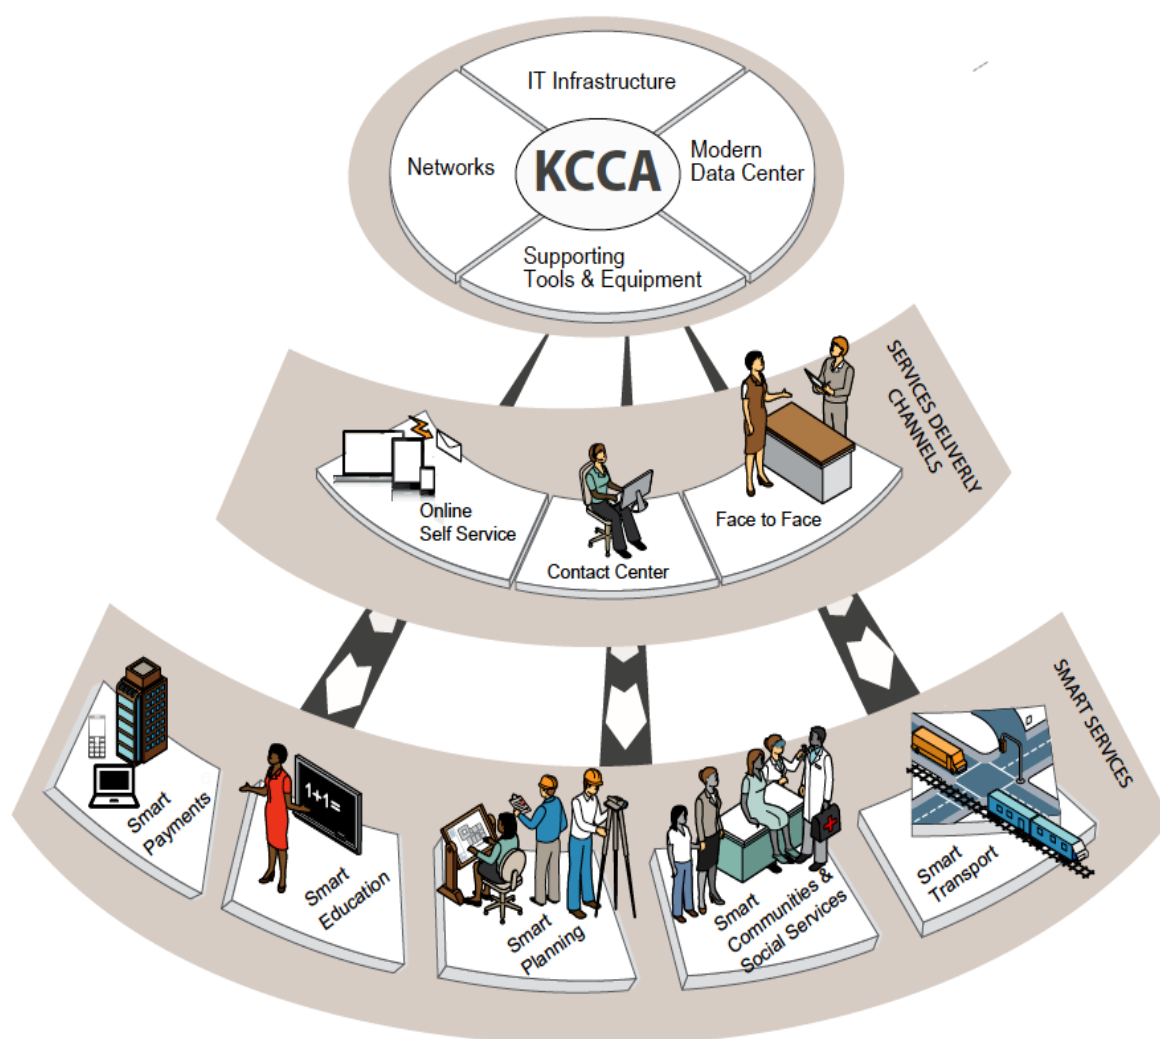 IT Infrastructure
Networks
KCCA
Modern
Data Center
Supporting
Tools & Equipment
SERVICES DELIVERLY
CHANNELS
Online
Self Service
Contact Center
Face to Face
SMART SERVICES
Smart
Payments
1+1=
Smart
Education
Smart
Planning
Smart
Communities &
Social Services
Smart
Transport